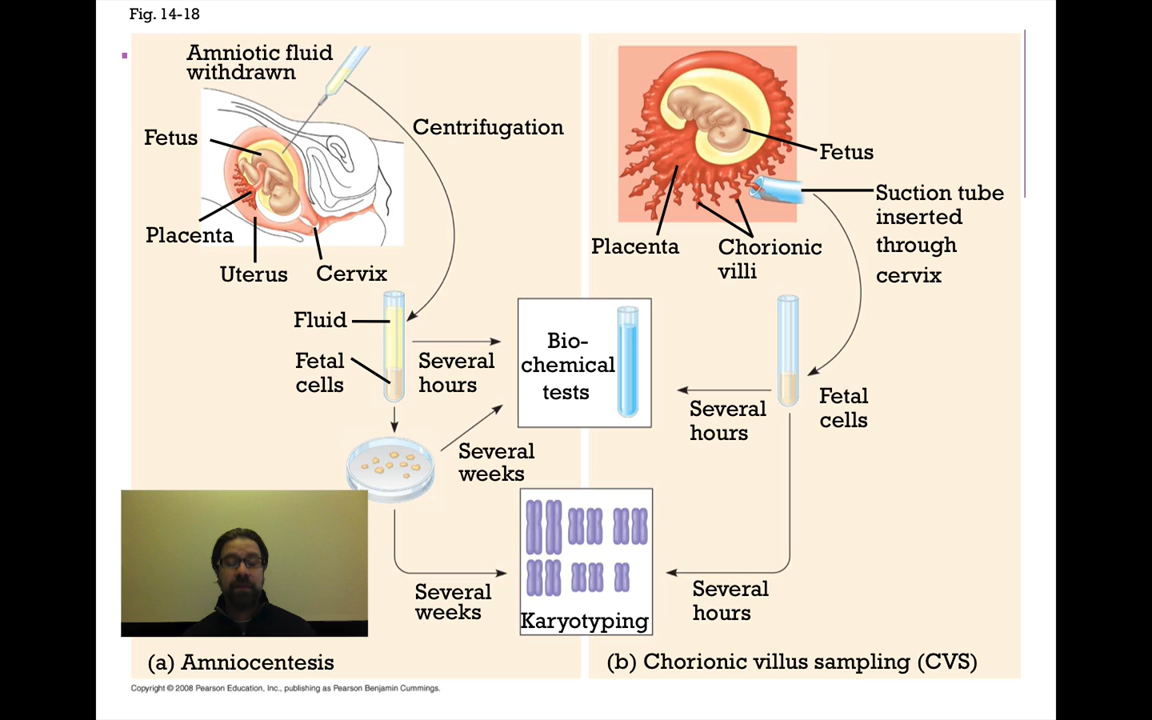 Fig. 14-18
Amniotic fluid
withdrawn
Fetus
Centrifugation
Placenta
Uterus
Cervix
Fluid
Fetal
cells
Several
hours
Several
weeks
Several
weeks
(a) Amniocentesis
Bio-
chemical
tests
Karyotyping
Fetus
Suction tube
inserted
through
cervix
Placenta
Chorionic
villi
Fetal
cells
Several
hours
Several
hours
(b) Chorionic villus sampling (CVS)
Copyright © 2008 Pearson Education, Inc., publishing as Pearson Benjamin Cummings.